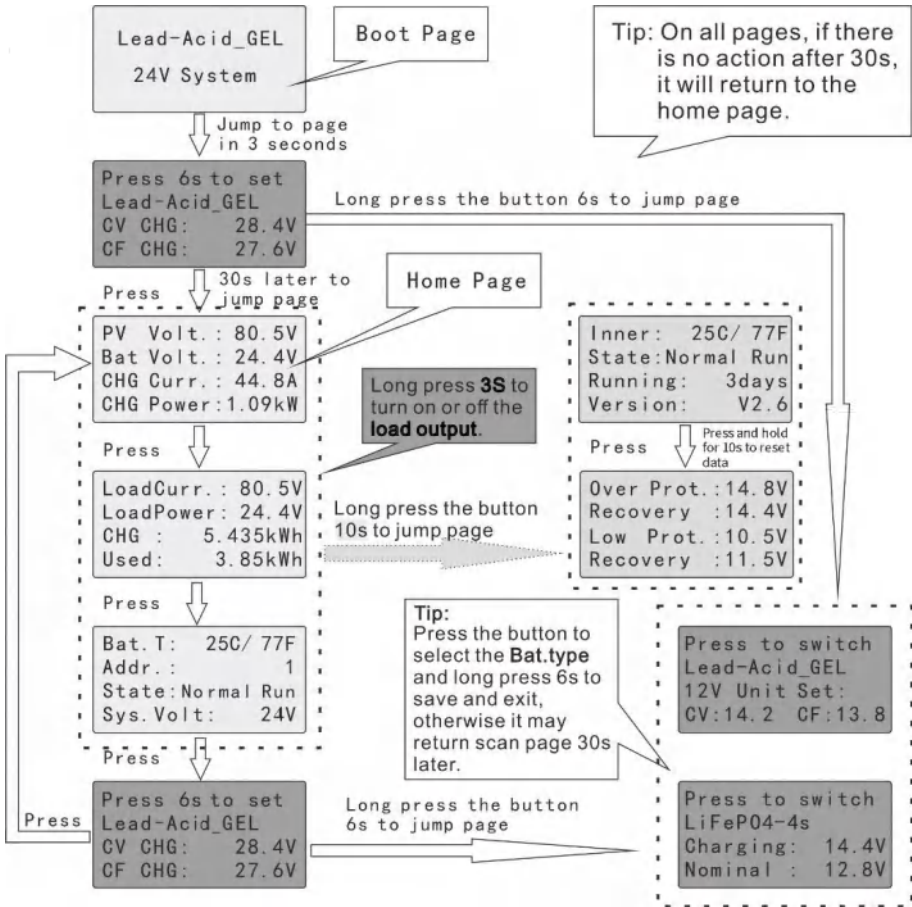 Lead-Acid_GEL
24V System
Boot Page
Tip: On all pages, if there
is no action after 30s,
it will return to the
home page.
Jump to page
in 3 seconds
Press 6s to set
Lead-Acid_GEL
CV CHG: 28.4V
CF CHG: 27.6V
Long press the button 6s to jump page
Press
30s later to
jump page
Home Page
PV Volt.: 80.5V
Bat Volt.: 24.4V
CHG Curr.: 44.8A
CHG Power:1.09kW
Long press 3S to
turn on or off the
load output.
Inner: 25C/ 77F
State:Normal Run
Running: 3days
Version: V2.6
Press
Press
Press and hold
for 10s to reset
data
LoadCurr.: 80.5V
LoadPower: 24.4V
CHG : 5.435kWh
Used: 3.85kWh
Long press the button
10s to jump page
Over Prot.:14.8V
Recovery :14.4V
Low Prot.:10.5V
Recovery :11.5V
Press
Bat.T: 25C/ 77F
Addr.: 1
State:Normal Run
Sys.Volt: 24V
Tip:
Press the button to
select the Bat.type
and long press 6s to
save and exit,
otherwise it may
return scan page 30s
later.
Press to switch
Lead-Acid_GEL
12V Unit Set:
CV:14.2 CF:13.8
Press
Press
Press 6s to set
Lead-Acid_GEL
CV CHG: 28.4V
CF CHG: 27.6V
Long press the button
6s to jump page
Press to switch
LiFePO4-4s
Charging: 14.4V
Nominal : 12.8V